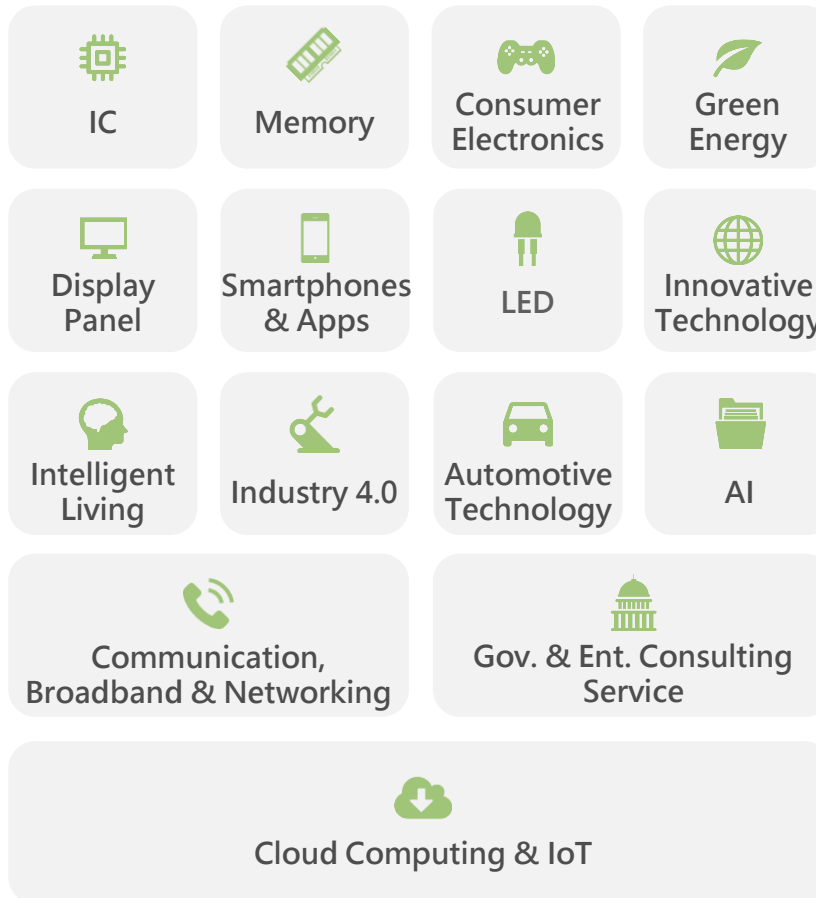 IC
Memory
Consumer
Electronics
Green
Energy
Display
Panel
Smartphones
& Apps
LED
Innovative
Technology
Intelligent
Living
Industry 4.0
Automotive
Technology
AI
Communication,
Broadband & Networking
Gov. & Ent. Consulting
Service
Cloud Computing & IoT